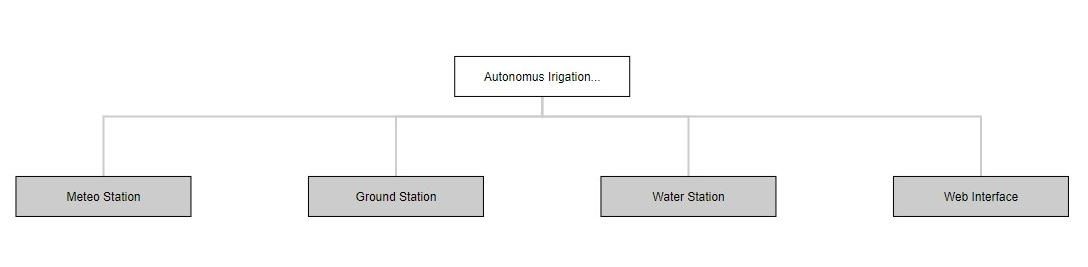 Autonomus Irigation...
Meteo Station
Ground Station
Water Station
Web Interface